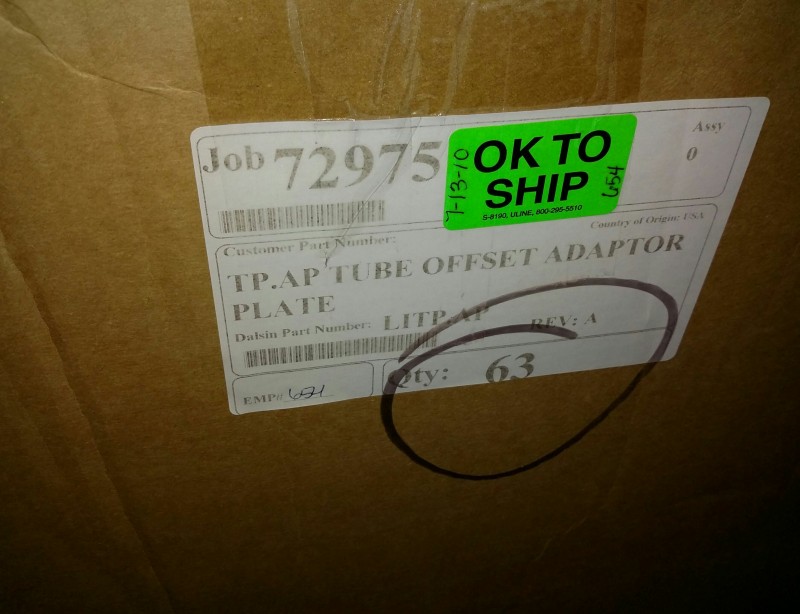 Job 72975
7-13-10
OK TO
SHIP
654
S-8190, ULINE, 800-295-5510
Assy
0
Country of Origin: USA
Customer Part Number:
TP.AP TUBE OFFSET ADAPTOR
PLATE
Dalsin Part Number: LITP.AP REV: A
EMP#
Qty: 63